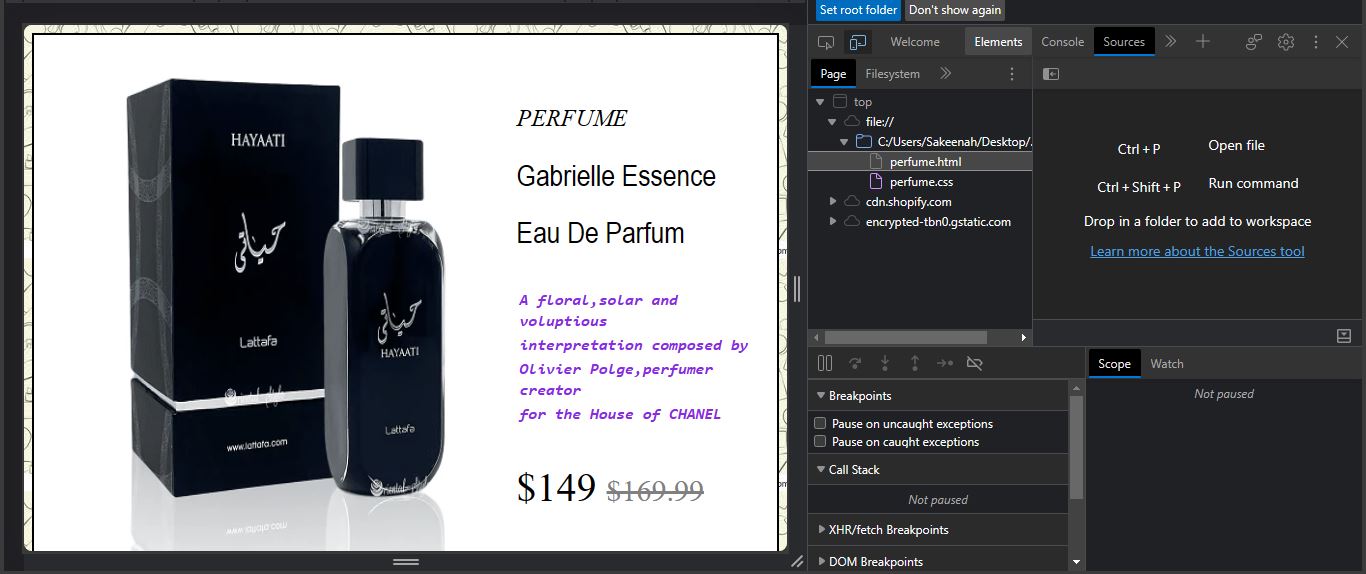 HAYAATI
حياتي
Lattafa
www.lattafa.com
حياتي
HAYAATI
Lattafa
PERFUME
Gabrielle Essence
Eau De Parfum
A floral,solar and
voluptious
interpretation composed by
Olivier Polge,perfumer
creator
for the House of CHANEL
$149 $169.99
Set root folder Don't show again
Welcome Elements Console Sources
Page Filesystem
top
file://
C:/Users/Sakeenah/Desktop/.
perfume.html
perfume.css
cdn.shopify.com
encrypted-tbn0.gstatic.com
Ctrl + P Open file
Ctrl + Shift + P Run command
Drop in a folder to add to workspace
Learn more about the Sources tool
Breakpoints
Pause on uncaught exceptions
Pause on caught exceptions
Call Stack
Not paused
XHR/fetch Breakpoints
DOM Breakpoints
Scope Watch
Not paused